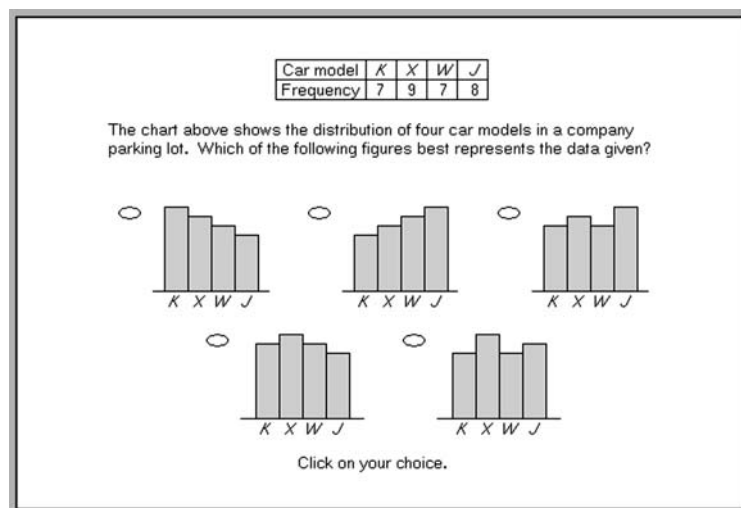 Car model K X W J
Frequency 7 9 7 8
The chart above shows the distribution of four car models in a company
parking lot. Which of the following figures best represents the data given?
K X W J
K X W J
K X W J
K X W J
K X W J
Click on your choice.